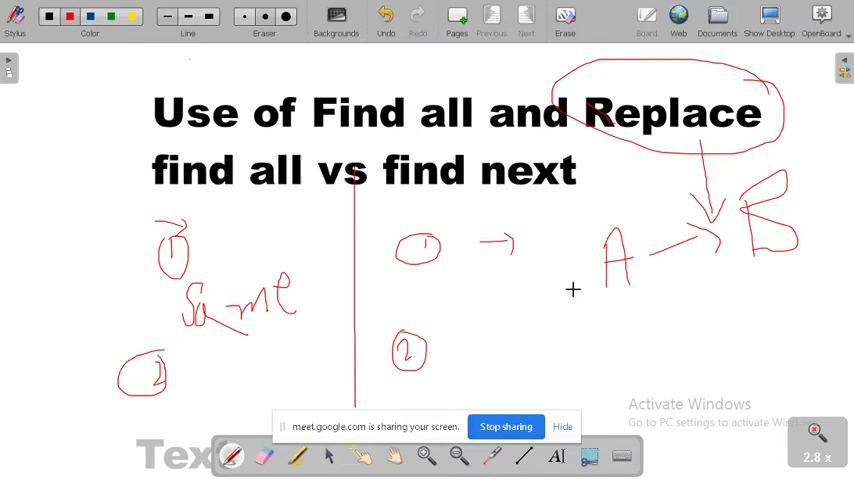 Stylus Color Line Eraser Backgrounds Undo Redo Pages Previous Next Erase Board Web Documents Show Desktop OpenBoard
Use of Find all and Replace
find all vs find next
1 1 A B
Same
2 2
Activate Windows
Go to PC settings to activate Windows.
meet.google.com is sharing your screen. Stop sharing Hide
Text
2.8 x